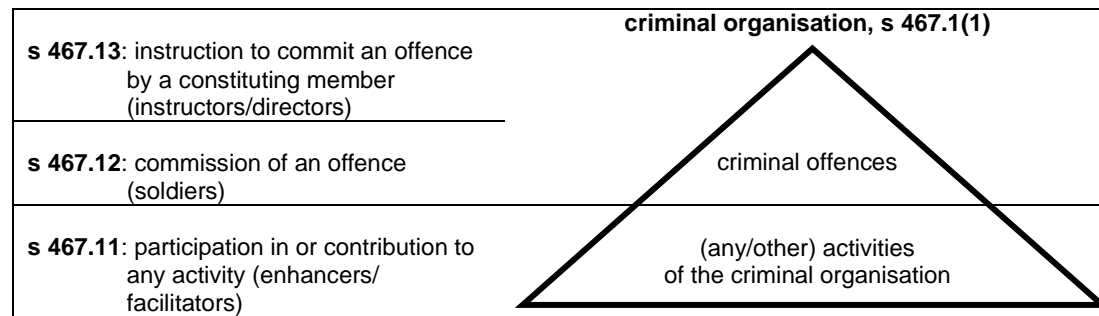 criminal organisation, s 467.1(1)
s 467.13: instruction to commit an offence
by a constituting member
(instructors/directors)
s 467.12: commission of an offence
(soldiers)
criminal offences
s 467.11: participation in or contribution to
any activity (enhancers/
facilitators)
(any/other) activities
of the criminal organisation